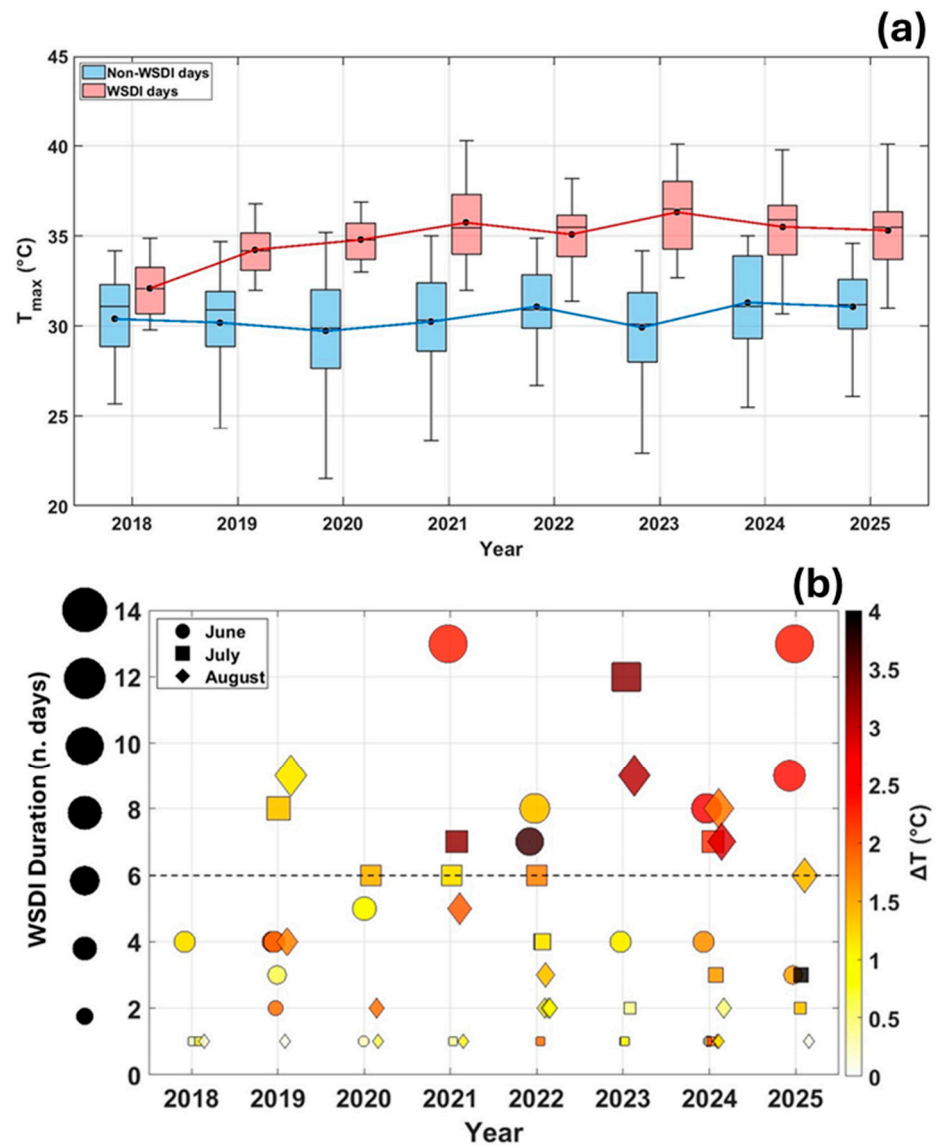 (a)
45
40
35
30
25
20
Tmax (°C)
Non-WSDI days
WSDI days
2018 2019 2020 2021 2022 2023 2024 2025
Year
(b)
14
12
10
8
6
4
2
0
WSDI Duration (n. days)
June
July
August
2018 2019 2020 2021 2022 2023 2024 2025
Year
4
3.5
3
2.5
2
1.5
1
0.5
0
ΔT (°C)